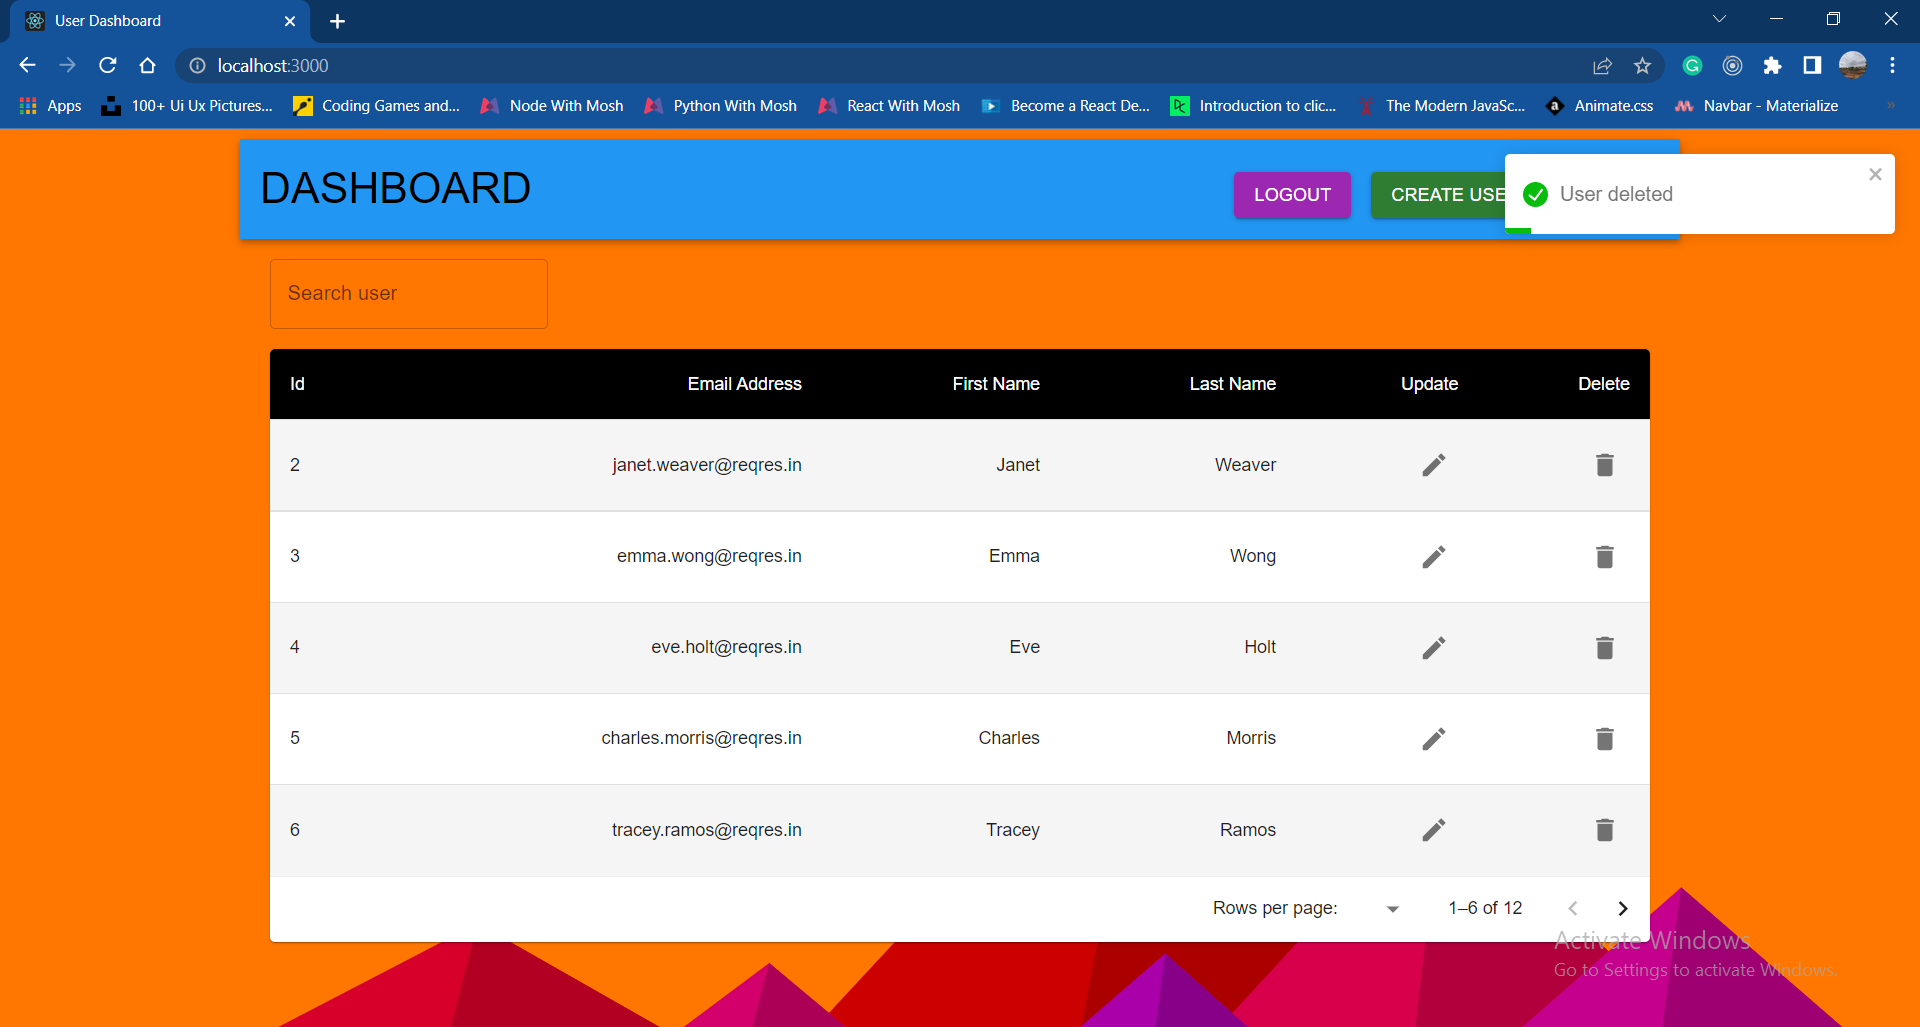 User Dashboard
localhost:3000
Apps 100+ Ui Ux Pictures... Coding Games and... Node With Mosh Python With Mosh React With Mosh Become a React De... Introduction to clic... The Modern JavaSc... Animate.css Navbar - Materialize »
DASHBOARD LOGOUT CREATE USE User deleted
Search user
Id Email Address First Name Last Name Update Delete
2 janet.weaver@reqres.in Janet Weaver
3 emma.wong@reqres.in Emma Wong
4 eve.holt@reqres.in Eve Holt
5 charles.morris@reqres.in Charles Morris
6 tracey.ramos@reqres.in Tracey Ramos
Rows per page: 1–6 of 12
Activate Windows
Go to Settings to activate Windows.